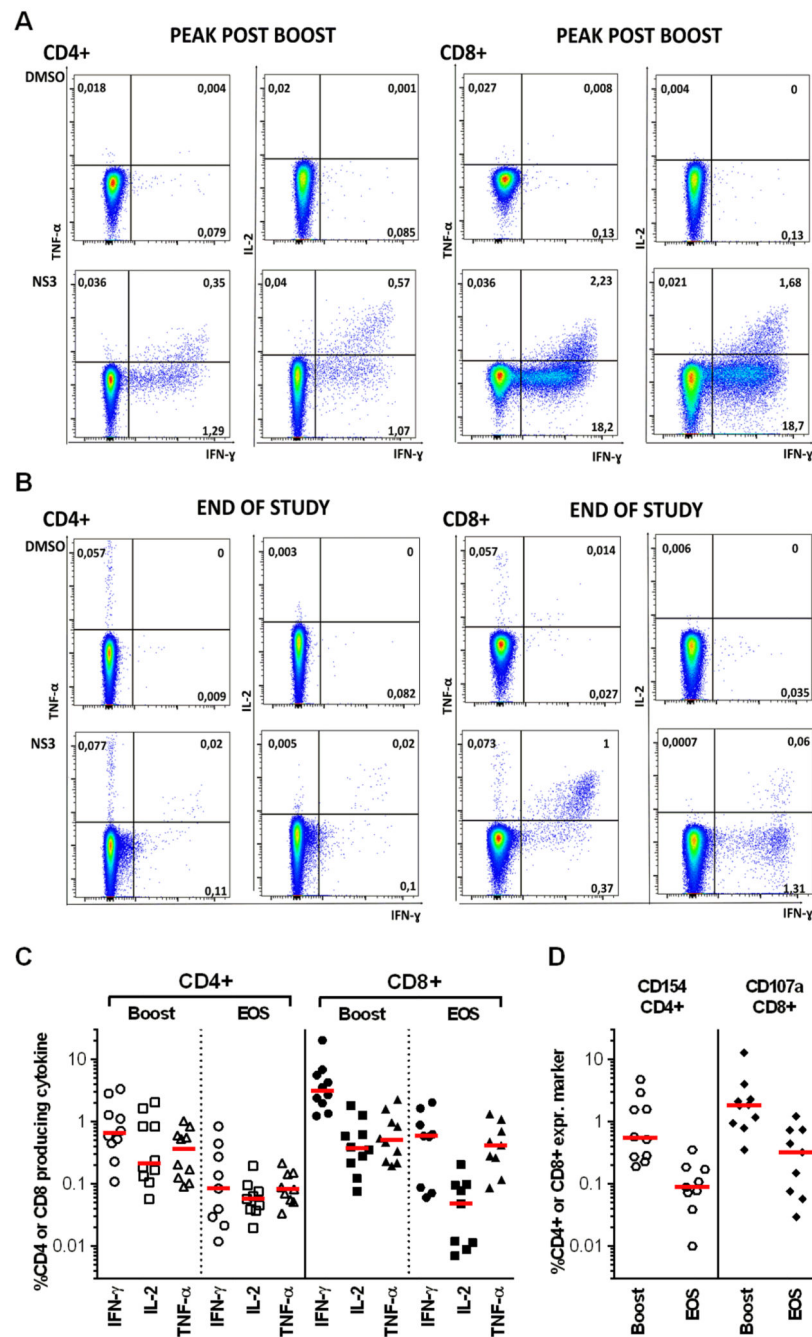 A
PEAK POST BOOST
PEAK POST BOOST
CD4+
CD8+
DMSO
0,018
0,004
0,079
TNF-α
0,02
0,001
0,085
IL-2
0,027
0,008
0,13
TNF-α
0,004
0
0,13
IL-2
NS3
0,036
0,35
1,29
0,04
0,57
1,07
IFN-γ
0,036
2,23
18,2
0,021
1,68
18,7
IFN-γ
B
CD4+
END OF STUDY
CD8+
END OF STUDY
DMSO
0,057
0
0,009
TNF-α
0,003
0
0,082
IL-2
0,057
0,014
0,027
TNF-α
0,006
0
0,035
IL-2
NS3
0,077
0,02
0,11
0,005
0,02
0,1
IFN-γ
0,073
1
0,37
0,0007
0,06
1,31
IFN-γ
C
CD4+
CD8+
Boost
EOS
Boost
EOS
%CD4 or CD8 producing cytokine
10
1
0.1
0.01
IFN-γ
IL-2
TNF-α
IFN-γ
IL-2
TNF-α
IFN-γ
IL-2
TNF-α
IFN-γ
IL-2
TNF-α
D
CD154
CD4+
CD107a
CD8+
%CD4+ or CD8+ expr. marker
10
1
0.1
0.01
Boost
EOS
Boost
EOS